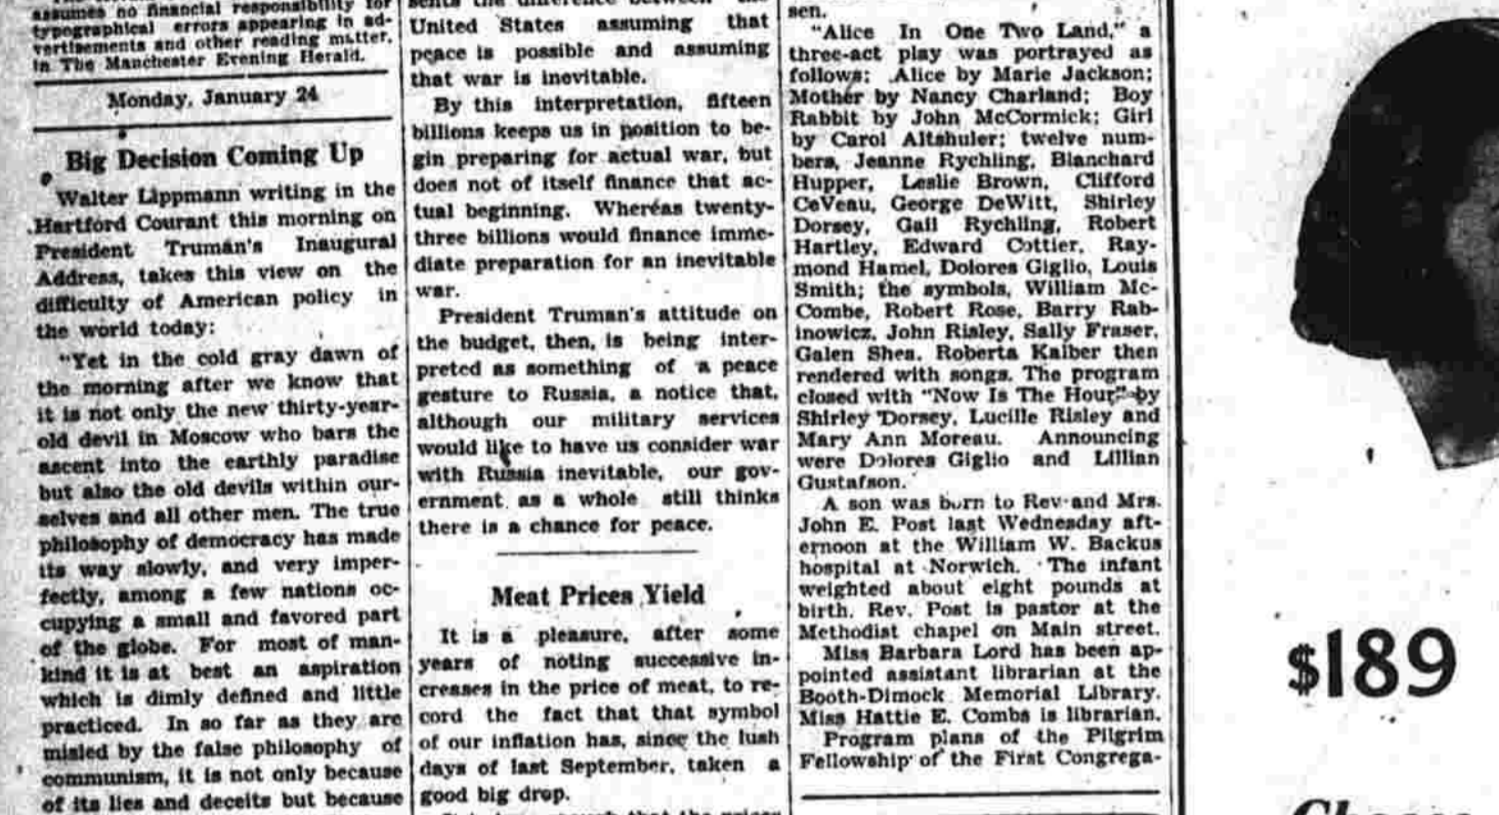 assumes no financial responsibility for
typographical errors appearing in ad-
vertisements and other reading matter,
in The Manchester Evening Herald.
Monday, January 24
Big Decision Coming Up
Walter Lippmann writing in the
Hartford Courant this morning on
President Truman's Inaugural
Address, takes this view on the
difficulty of American policy in
the world today:
"Yet in the cold gray dawn of
the morning after we know that
it is not only the new thirty-year-
old devil in Moscow who bars the
ascent into the earthly paradise
but also the old devils within our-
selves and all other men. The true
philosophy of democracy has made
its way slowly, and very imper-
fectly, among a few nations oc-
cupying a small and favored part
of the globe. For most of man-
kind it is at best an aspiration
which is dimly defined and little
practiced. In so far as they are
misled by the false philosophy of
communism, it is not only because
of its lies and deceits but because
United States assuming that
peace is possible and assuming
that war is inevitable.
By this interpretation, fifteen
billions keeps us in position to be-
gin preparing for actual war, but
does not of itself finance that ac-
tual beginning. Whereas twenty-
three billions would finance imme-
diate preparation for an inevitable
war.
President Truman's attitude on
the budget, then, is being inter-
preted as something of a peace
gesture to Russia, a notice that,
although our military services
would like to have us consider war
with Russia inevitable, our gov-
ernment as a whole still thinks
there is a chance for peace.
Meat Prices Yield
It is a pleasure, after some
years of noting successive in-
creases in the price of meat, to re-
cord the fact that that symbol
of our inflation has, since the lush
days of last September, taken a
good big drop.
sen.
"Alice In One Two Land," a
three-act play was portrayed as
follows: Alice by Marie Jackson;
Mother by Nancy Charland; Boy
Rabbit by John McCormick; Girl
by Carol Altshuler; twelve num-
bers, Jeanne Rychling, Blanchard
Hupper, Leslie Brown, Clifford
CeVeau, George DeWitt, Shirley
Dorsey, Gail Rychling, Robert
Hartley, Edward Cottier, Ray-
mond Hamel, Dolores Giglio, Louis
Smith; the symbols, William Mc-
Combe, Robert Rose, Barry Rab-
inowicz, John Risley, Sally Fraser,
Galen Shea. Roberta Kaiber then
rendered with songs. The program
closed with "Now Is The Hour" by
Shirley Dorsey, Lucille Risley and
Mary Ann Moreau. Announcing
were Dolores Giglio and Lillian
Gustafson.
A son was born to Rev and Mrs.
John E. Post last Wednesday aft-
ernoon at the William W. Backus
hospital at Norwich. The infant
weighted about eight pounds at
birth. Rev. Post is pastor at the
Methodist chapel on Main street.
Miss Barbara Lord has been ap-
pointed assistant librarian at the
Booth-Dimock Memorial Library.
Miss Hattie E. Combs is librarian.
Program plans of the Pilgrim
Fellowship of the First Congrega-
$189